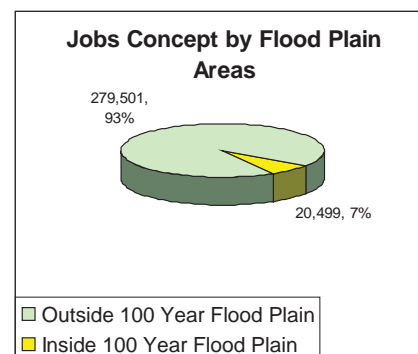 Jobs Concept by Flood Plain
Areas
279,501,
93%
20,499, 7%
Outside 100 Year Flood Plain
Inside 100 Year Flood Plain